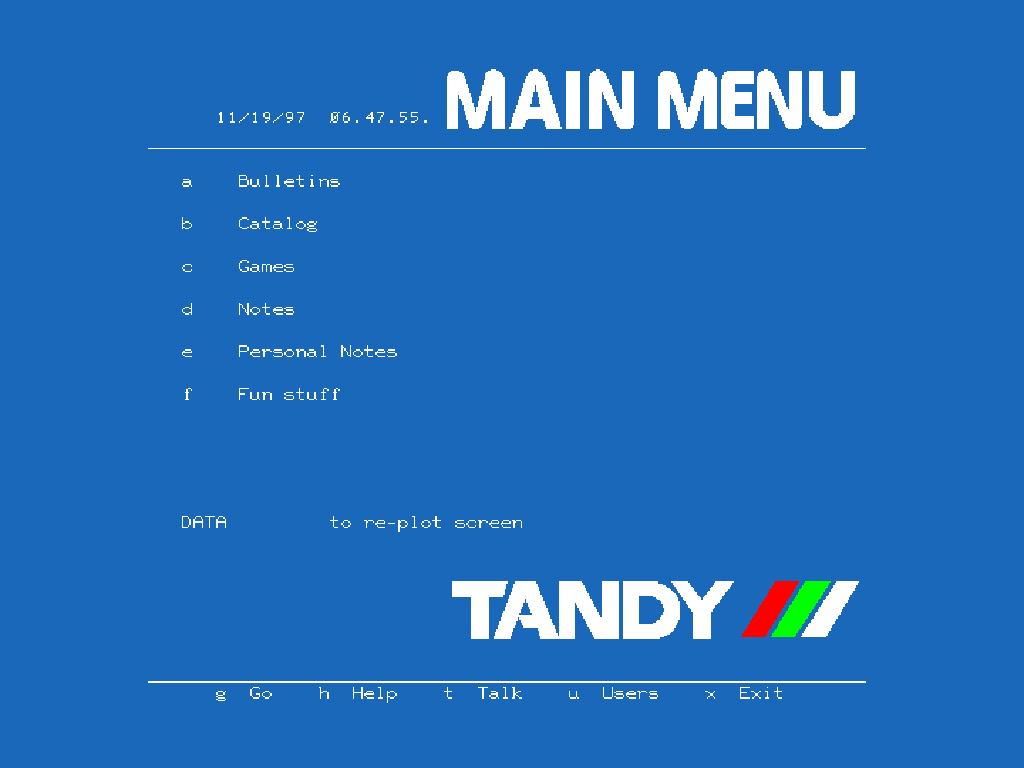 11/19/97 06.47.55. MAIN MENU
a Bulletins
b Catalog
c Games
d Notes
e Personal Notes
f Fun stuff
DATA to re-plot screen
TANDY
g Go h Help t Talk u Users x Exit